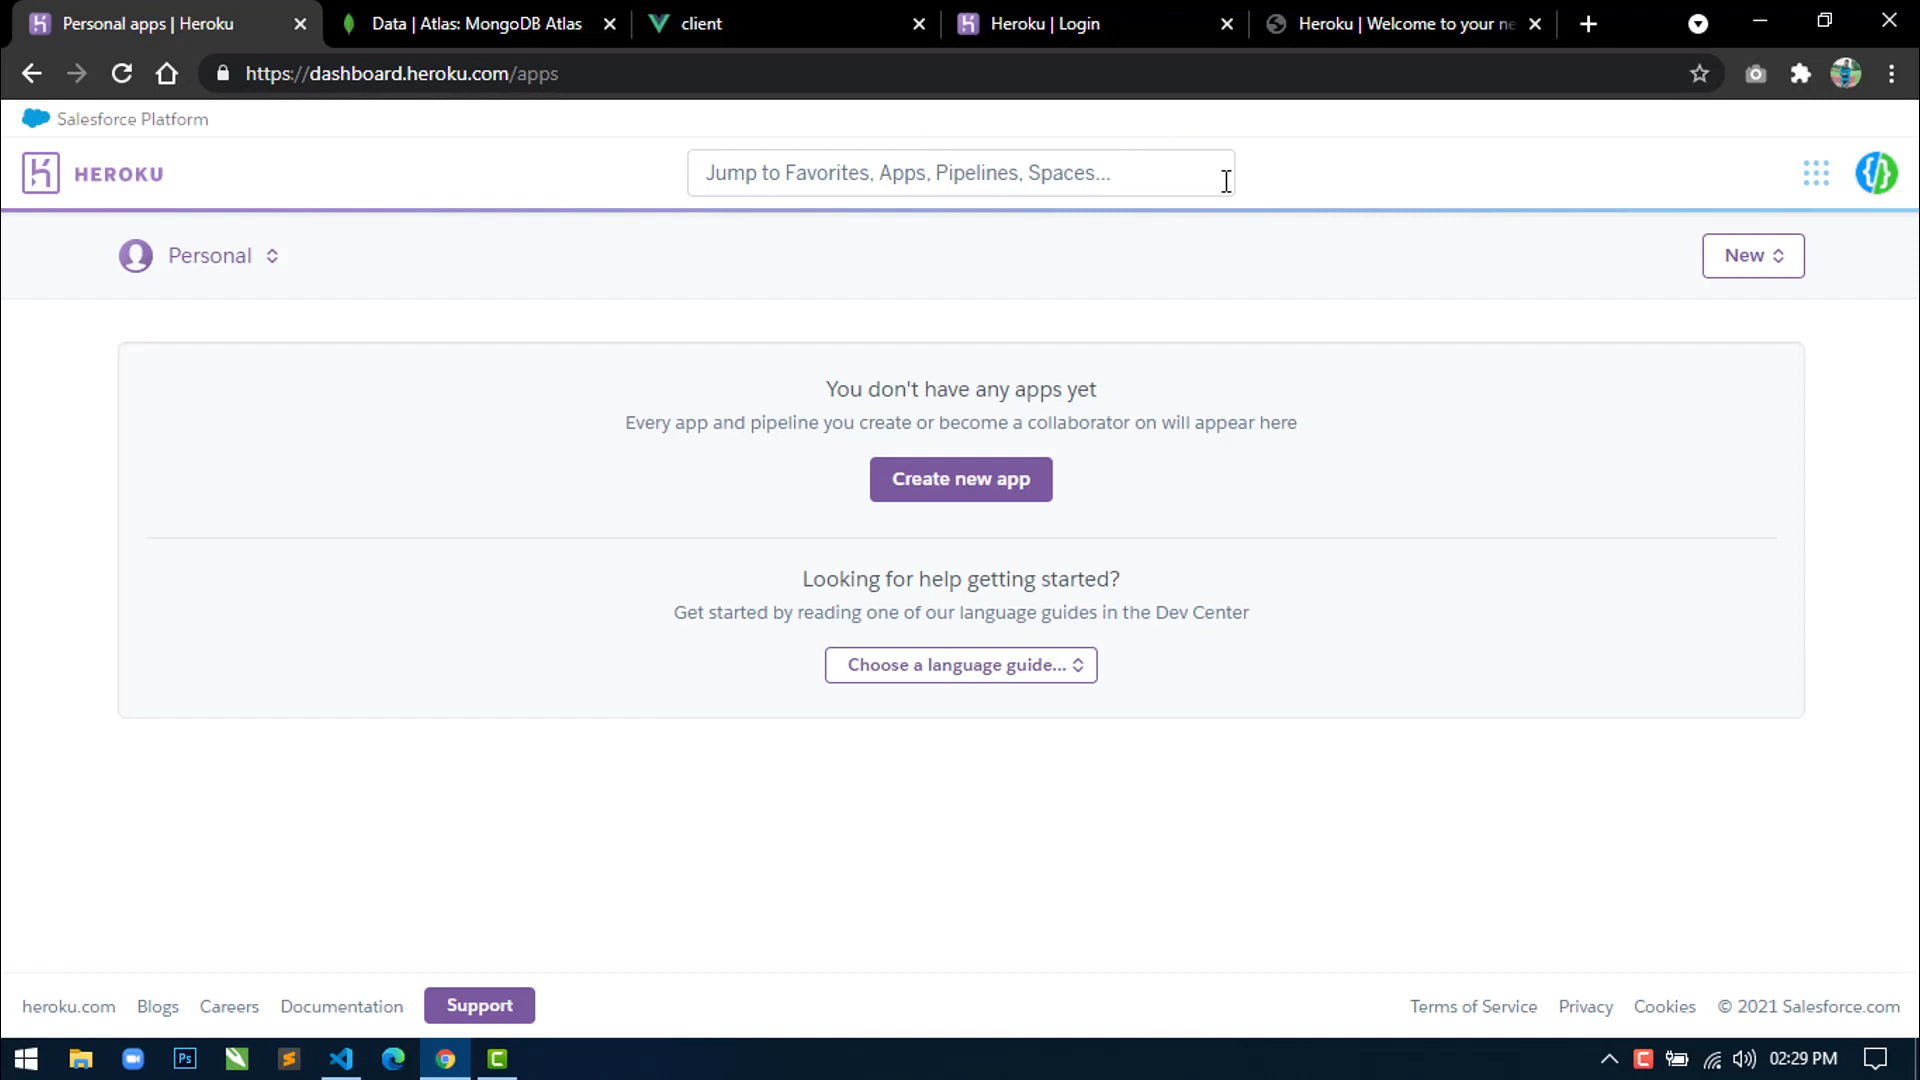 Personal apps | Heroku
Data | Atlas: MongoDB Atlas
client
Heroku | Login
Heroku | Welcome to your ne
https://dashboard.heroku.com/apps
Salesforce Platform
HEROKU
Jump to Favorites, Apps, Pipelines, Spaces...
Personal
New
You don't have any apps yet
Every app and pipeline you create or become a collaborator on will appear here
Create new app
Looking for help getting started?
Get started by reading one of our language guides in the Dev Center
Choose a language guide...
heroku.com
Blogs
Careers
Documentation
Support
Terms of Service
Privacy
Cookies
© 2021 Salesforce.com
Ps
C
C
02:29 PM